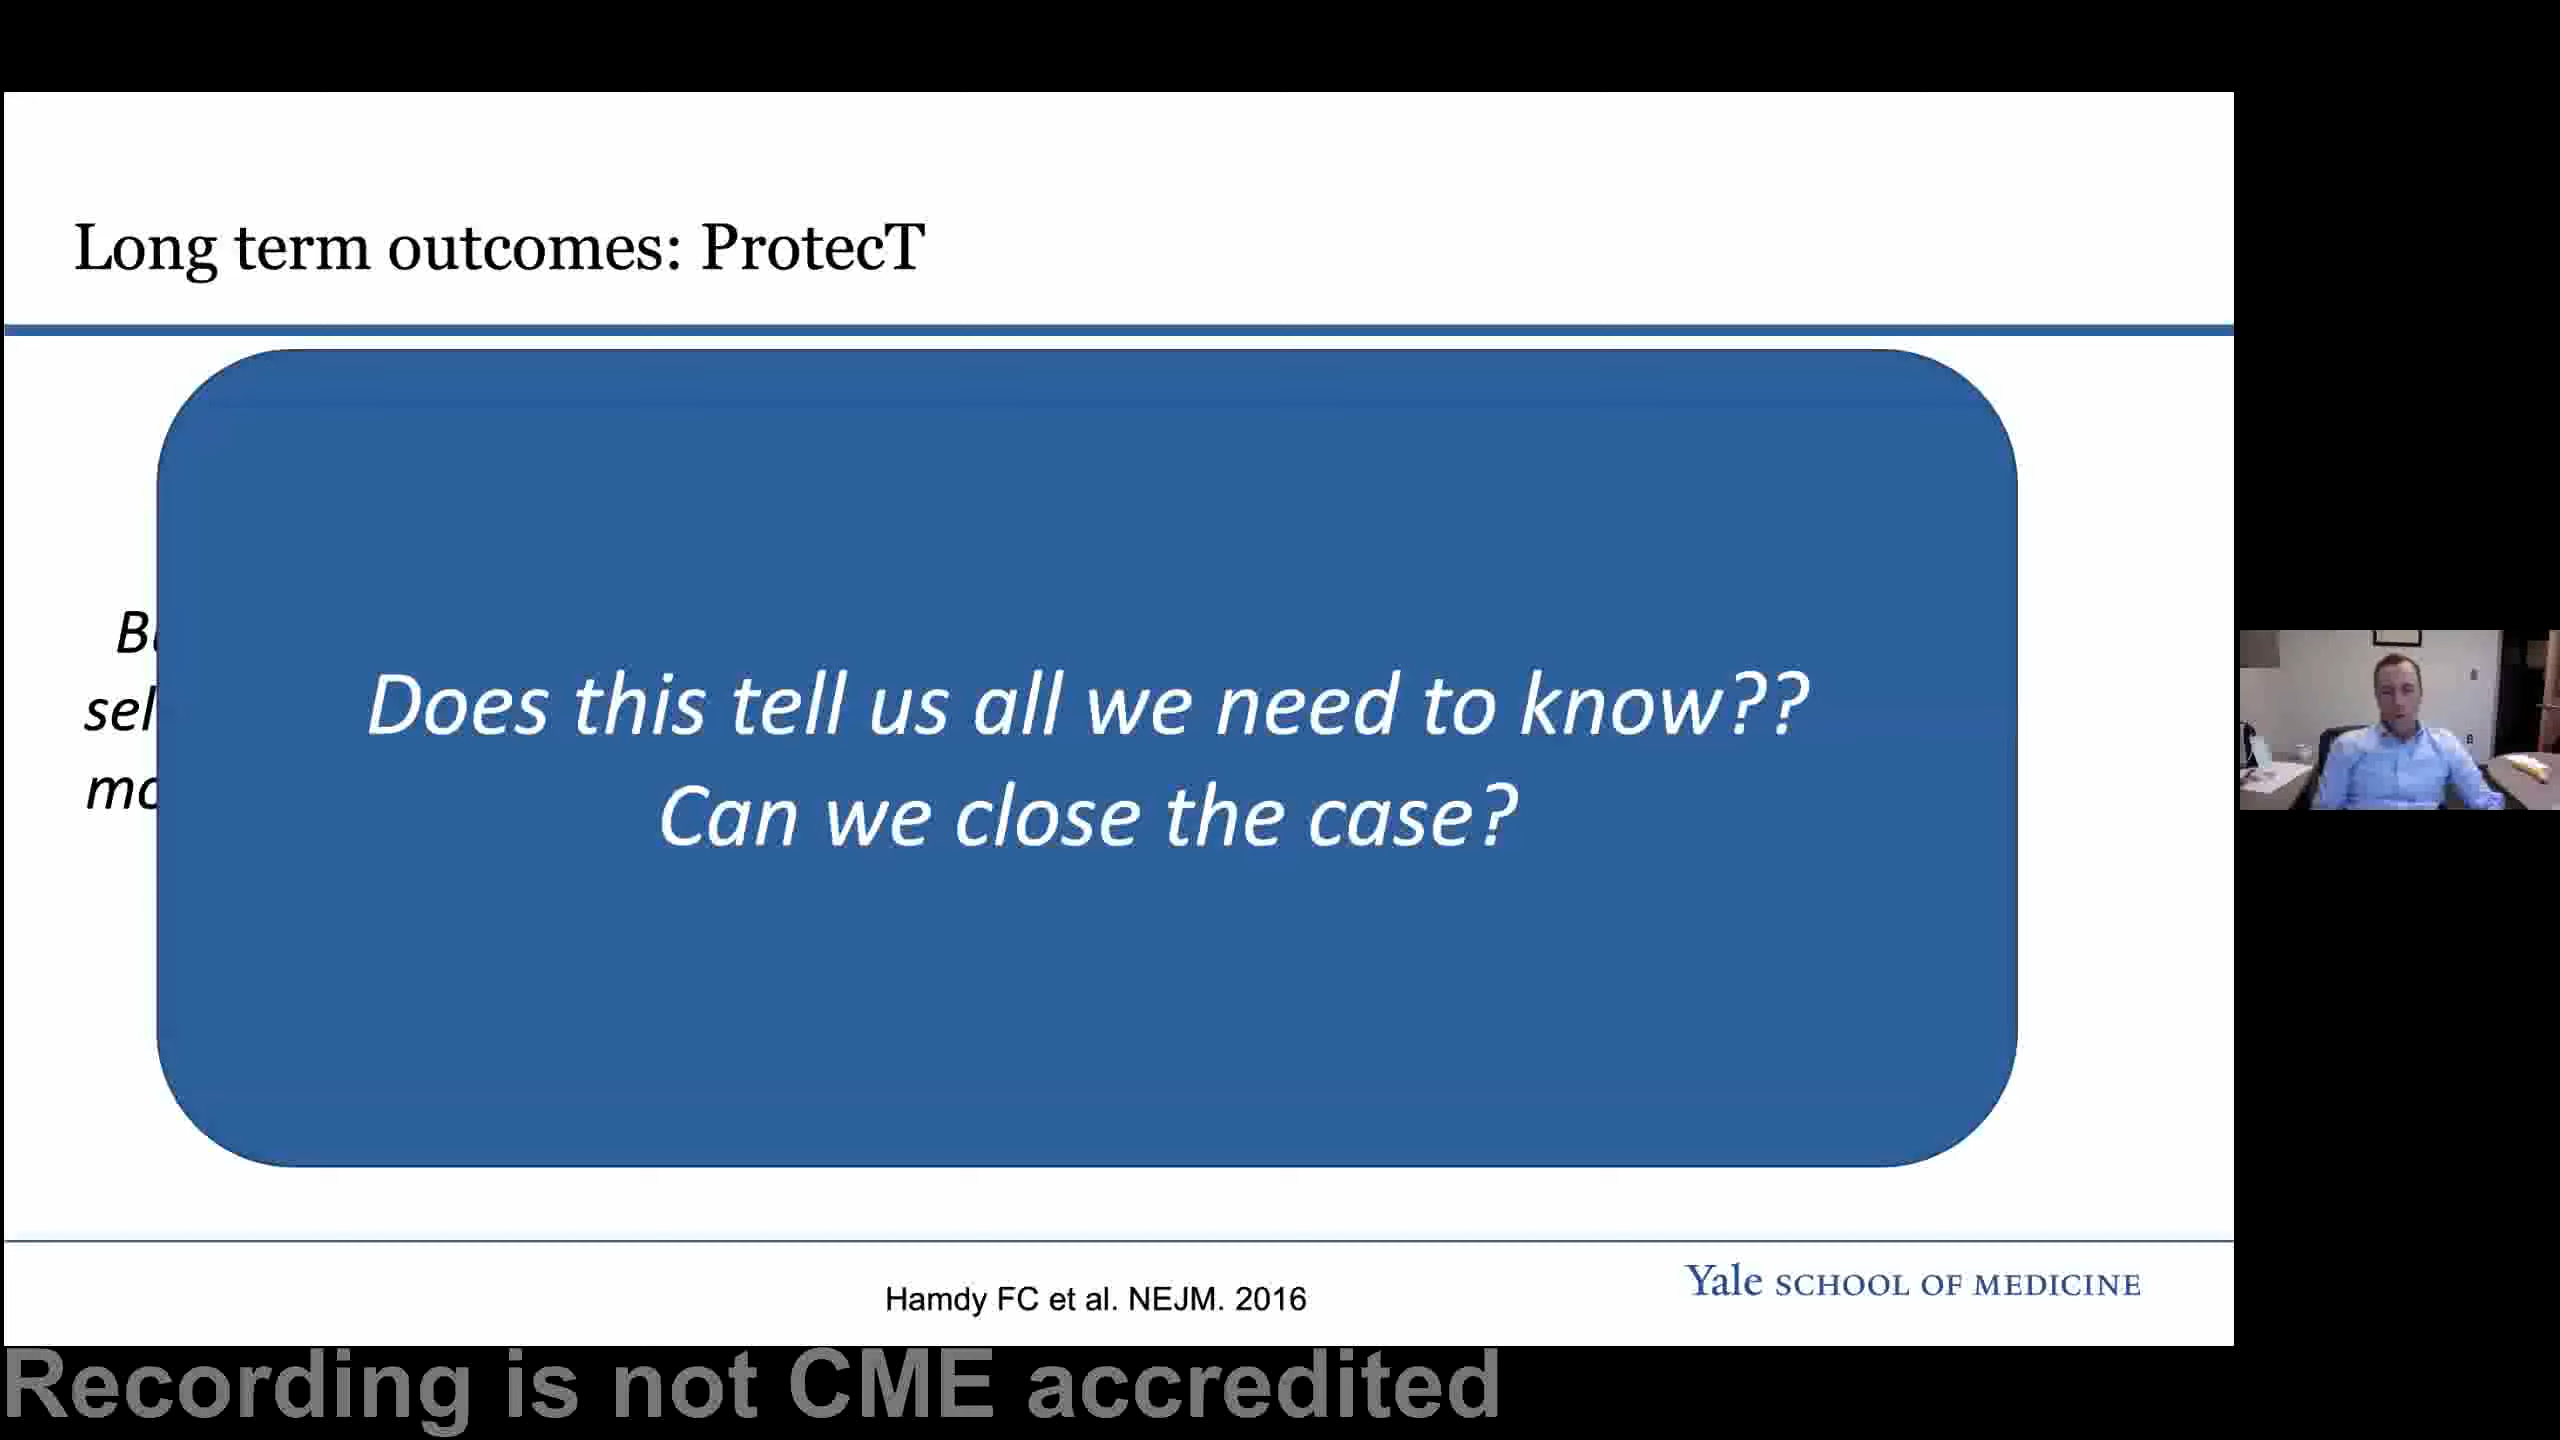 Long term outcomes: ProtecT
Does this tell us all we need to know??
Can we close the case?
Hamdy FC et al. NEJM. 2016
Yale SCHOOL OF MEDICINE
Recording is not CME accredited